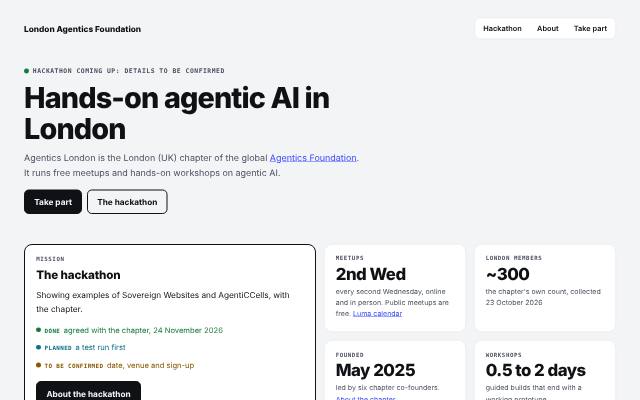 London Agentics Foundation
Hackathon About Take part
HACKATHON COMING UP: DETAILS TO BE CONFIRMED
Hands-on agentic AI in
London
Agentics London is the London (UK) chapter of the global Agentics Foundation.
It runs free meetups and hands-on workshops on agentic AI.
Take part The hackathon
MISSION
The hackathon
Showing examples of Sovereign Websites and AgentiCCells, with
the chapter.
DONE agreed with the chapter, 24 November 2026
PLANNED a test run first
TO BE CONFIRMED date, venue and sign-up
About the hackathon
MEETUPS
2nd Wed
every second Wednesday, online
and in person. Public meetups are
free. Luma calendar
LONDON MEMBERS
~300
the chapter's own count, collected
23 October 2026
FOUNDED
May 2025
led by six chapter co-founders.
About the chapter
WORKSHOPS
0.5 to 2 days
guided builds that end with a
working prototype